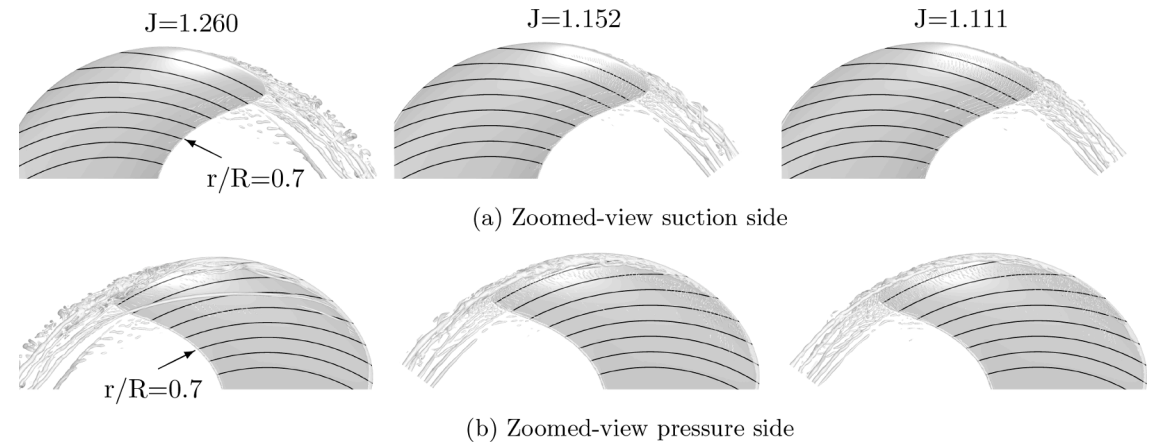 J=1.260
J=1.152
J=1.111
r/R=0.7
(a) Zoomed-view suction side
r/R=0.7
(b) Zoomed-view pressure side